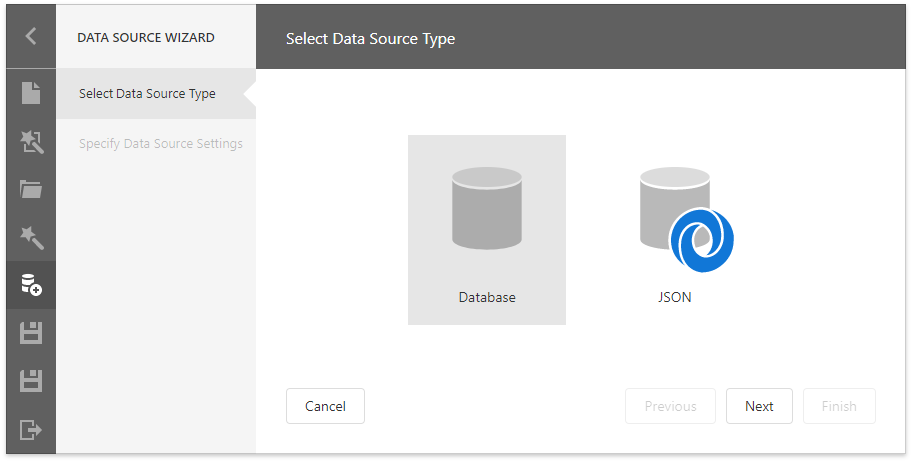 DATA SOURCE WIZARD
Select Data Source Type
Select Data Source Type
Specify Data Source Settings
Database
JSON
Cancel
Previous
Next
Finish